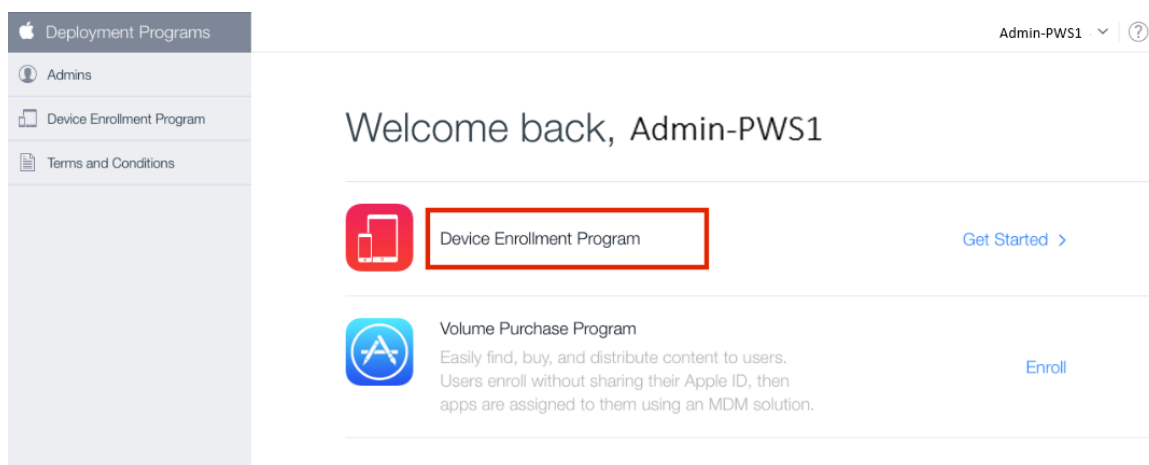 Deployment Programs
Admin-PWS1
?
Admins
Device Enrollment Program
Terms and Conditions
Welcome back, Admin-PWS1
Device Enrollment Program
Get Started >
Volume Purchase Program
Easily find, buy, and distribute content to users.
Users enroll without sharing their Apple ID, then
apps are assigned to them using an MDM solution.
Enroll